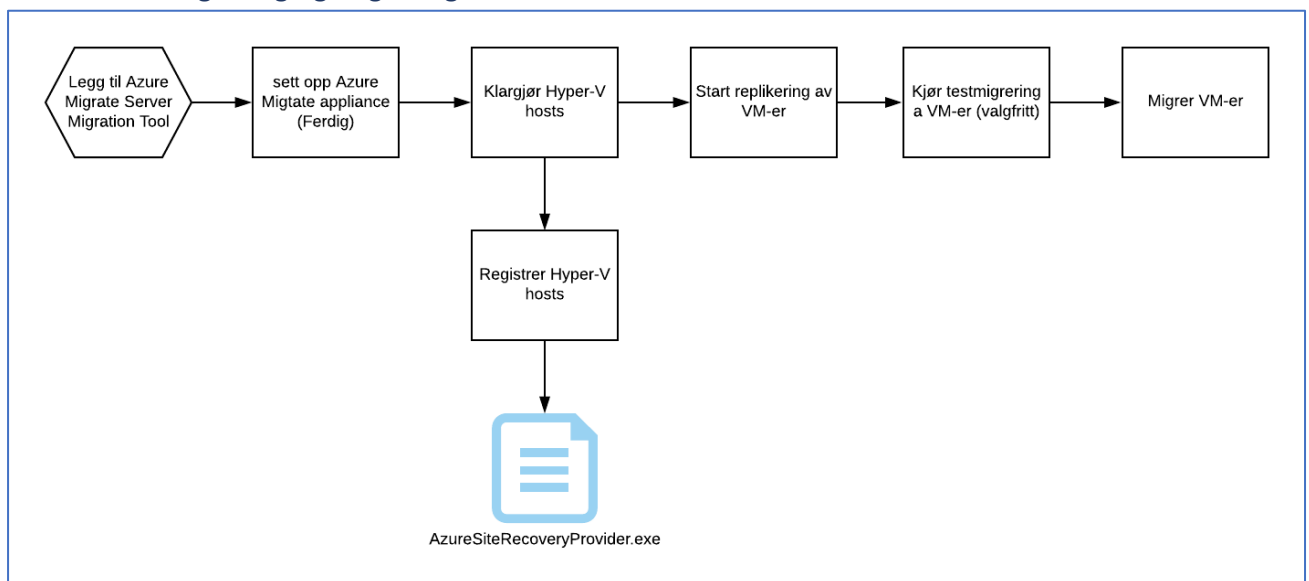 Legg til Azure
Migrate Server
Migration Tool
sett opp Azure
Migtate appliance
(Ferdig)
Klargjør Hyper-V
hosts
Start replikering av
VM-er
Kjør testmigrering
a VM-er (valgfritt)
Migrer VM-er
Registrer Hyper-V
hosts
AzureSiteRecoveryProvider.exe